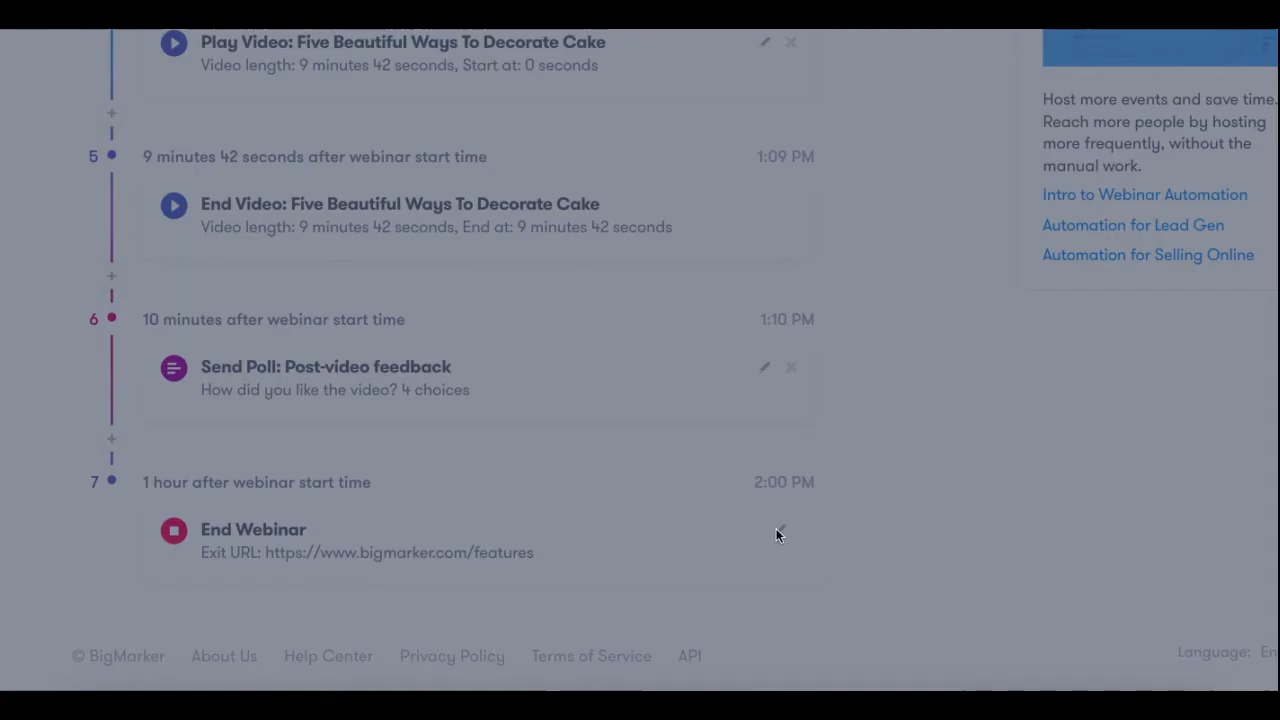 Play Video: Five Beautiful Ways To Decorate Cake
Video length: 9 minutes 42 seconds, Start at: 0 seconds
5
9 minutes 42 seconds after webinar start time
1:09 PM
End Video: Five Beautiful Ways To Decorate Cake
Video length: 9 minutes 42 seconds, End at: 9 minutes 42 seconds
6
10 minutes after webinar start time
1:10 PM
Send Poll: Post-video feedback
How did you like the video? 4 choices
7
1 hour after webinar start time
2:00 PM
End Webinar
Exit URL: https://www.bigmarker.com/features
Host more events and save time.
Reach more people by hosting
more frequently, without the
manual work.
Intro to Webinar Automation
Automation for Lead Gen
Automation for Selling Online
© BigMarker
About Us
Help Center
Privacy Policy
Terms of Service
API
Language: En